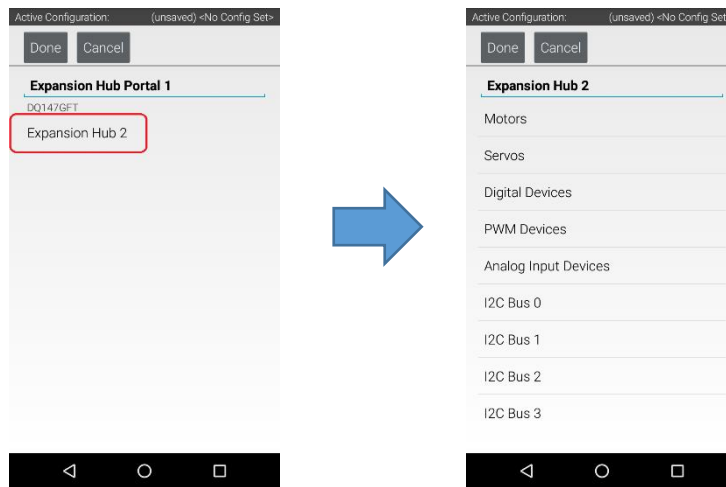 Active Configuration: (unsaved) <No Config Set>
Done Cancel
Expansion Hub Portal 1
DQ147GFT
Expansion Hub 2
Active Configuration: (unsaved) <No Config Set
Done Cancel
Expansion Hub 2
Motors
Servos
Digital Devices
PWM Devices
Analog Input Devices
I2C Bus 0
I2C Bus 1
I2C Bus 2
I2C Bus 3